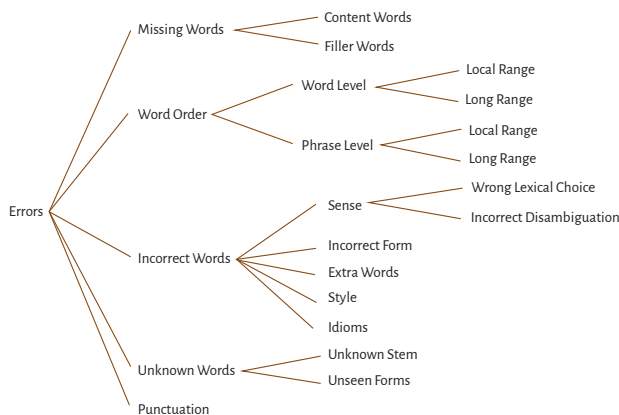 Errors
Missing Words
Content Words
Filler Words
Word Order
Word Level
Local Range
Long Range
Phrase Level
Local Range
Long Range
Incorrect Words
Sense
Wrong Lexical Choice
Incorrect Disambiguation
Incorrect Form
Extra Words
Style
Idioms
Unknown Words
Unknown Stem
Unseen Forms
Punctuation